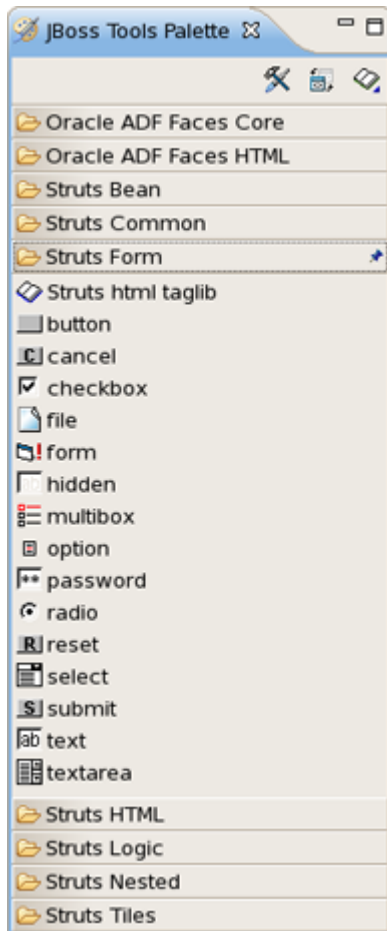 JBoss Tools Palette
Oracle ADF Faces Core
Oracle ADF Faces HTML
Struts Bean
Struts Common
Struts Form
Struts html taglib
button
C cancel
checkbox
file
form
hidden
multibox
option
password
radio
R reset
select
S submit
ab text
textarea
Struts HTML
Struts Logic
Struts Nested
Struts Tiles